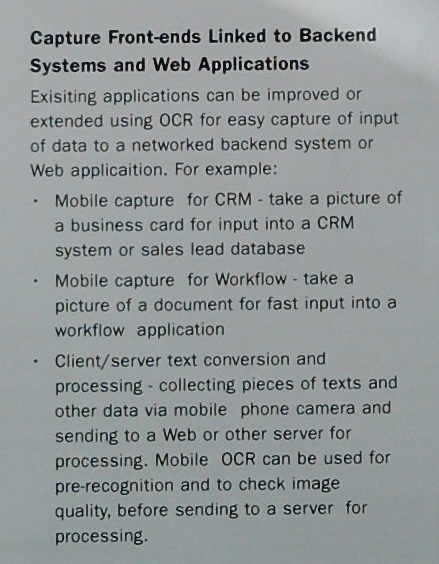 Capture Front-ends Linked to Backend
Systems and Web Applications
Exisiting applications can be improved or
extended using OCR for easy capture of input
of data to a networked backend system or
Web applicaition. For example:
· Mobile capture for CRM - take a picture of
a business card for input into a CRM
system or sales lead database
· Mobile capture for Workflow - take a
picture of a document for fast input into a
workflow application
· Client/server text conversion and
processing - collecting pieces of texts and
other data via mobile phone camera and
sending to a Web or other server for
processing. Mobile OCR can be used for
pre-recognition and to check image
quality, before sending to a server for
processing.